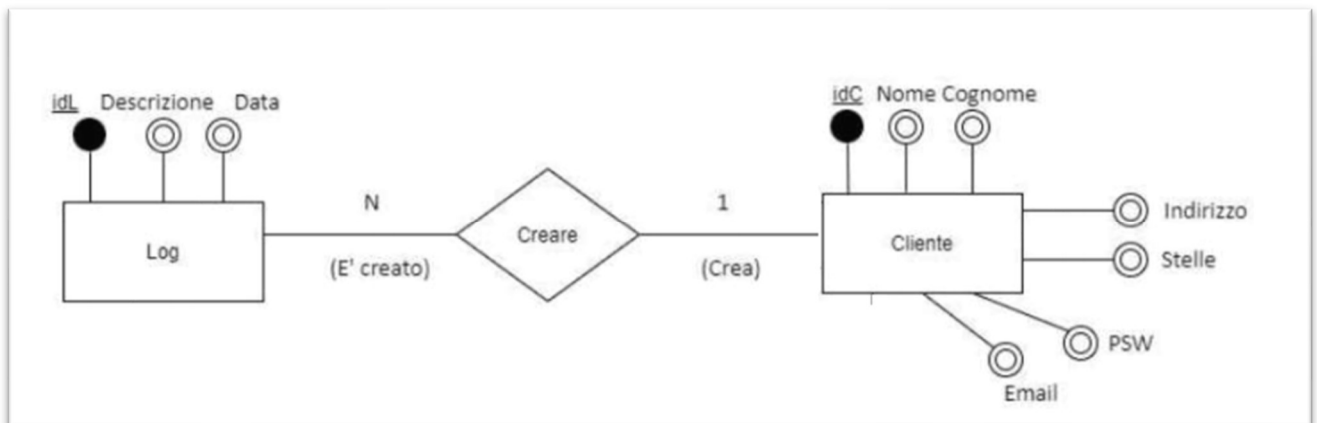 idL Descrizione Data
idC Nome Cognome
N
1
Log
Creare
Cliente
(E' creato)
(Crea)
Indirizzo
Stelle
PSW
Email